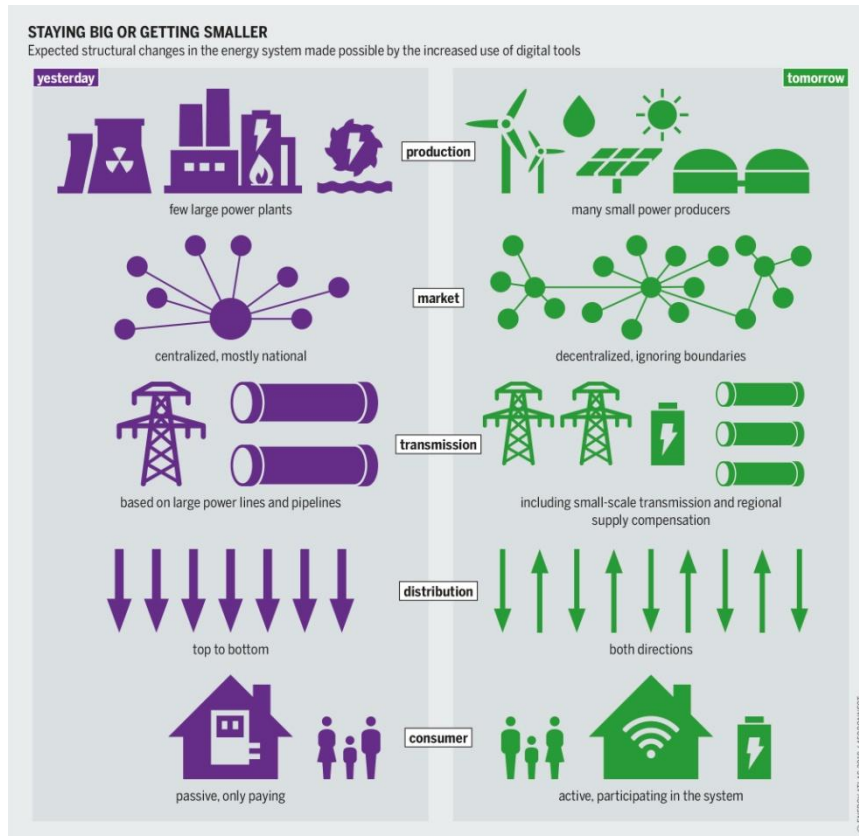 STAYING BIG OR GETTING SMALLER
Expected structural changes in the energy system made possible by the increased use of digital tools
yesterday
tomorrow
production
few large power plants
many small power producers
market
centralized, mostly national
decentralized, ignoring boundaries
transmission
based on large power lines and pipelines
including small-scale transmission and regional
supply compensation
distribution
top to bottom
both directions
consumer
passive, only paying
active, participating in the system